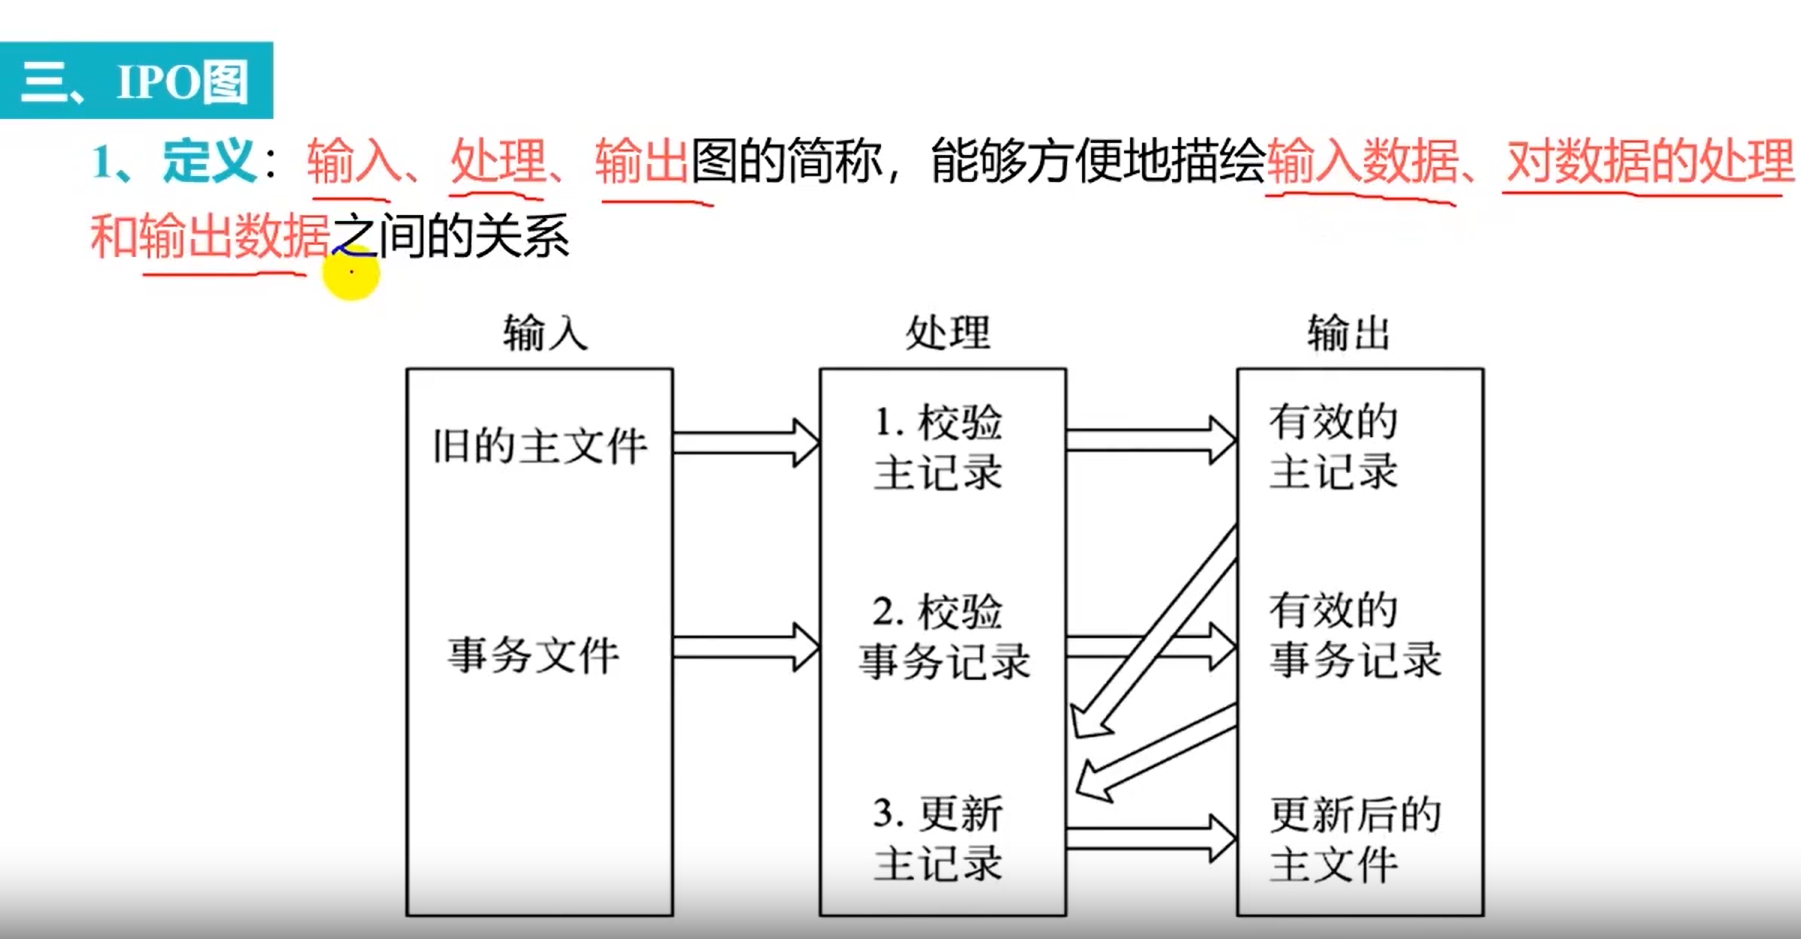 三、IPO图
1、定义：输入、处理、输出图的简称，能够方便地描绘输入数据、对数据的处理
和输出数据之间的关系
输入
处理
输出
旧的主文件
1. 校验
主记录
有效的
主记录
事务文件
2. 校验
事务记录
有效的
事务记录
3. 更新
主记录
更新后的
主文件